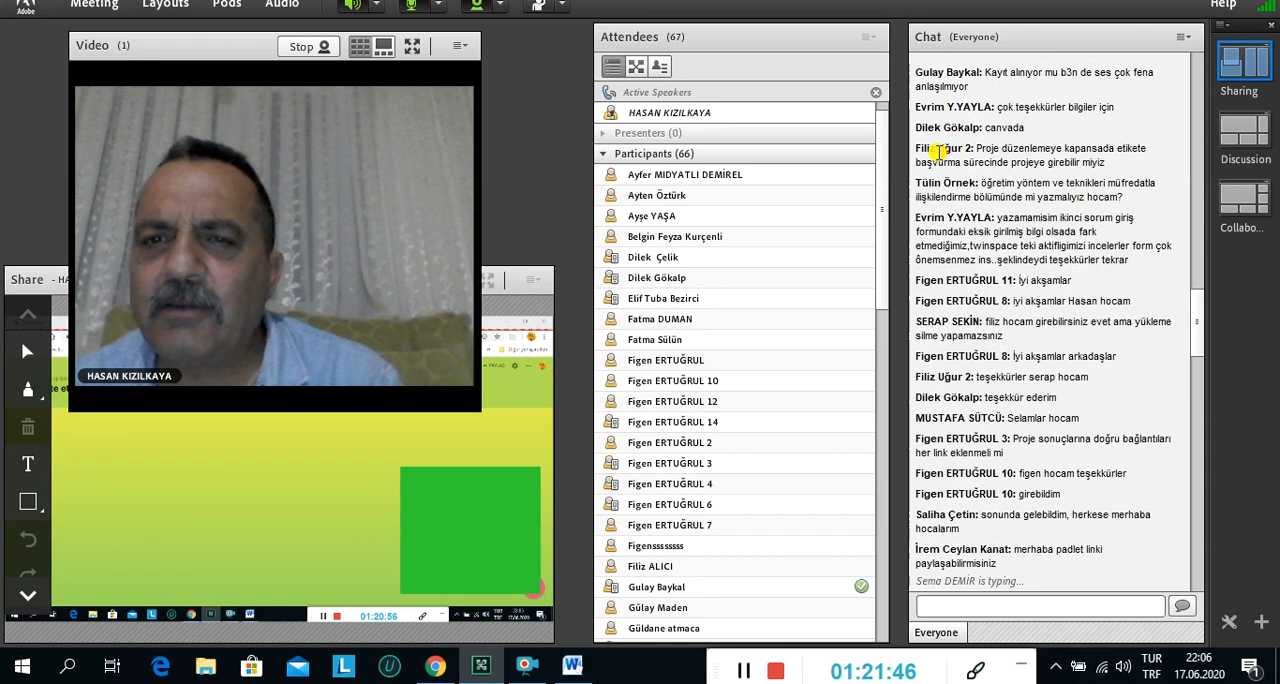 Adobe
Meeting Layouts Pods Audio
Help
Video (1)
Stop
HASAN KIZILKAYA
Share
01:20:56
Attendees (67)
Active Speakers
HASAN KIZILKAYA
Presenters (0)
Participants (66)
Ayfer MIDYATLI DEMİREL
Ayten Öztürk
Ayşe YAŞA
Belgin Feyza Kurçenli
Dilek Çelik
Dilek Gökalp
Elif Tuba Bezirci
Fatma DUMAN
Fatma Sülün
Figen ERTUĞRUL
Figen ERTUĞRUL 10
Figen ERTUĞRUL 12
Figen ERTUĞRUL 14
Figen ERTUĞRUL 2
Figen ERTUĞRUL 3
Figen ERTUĞRUL 4
Figen ERTUĞRUL 6
Figen ERTUĞRUL 7
Figenssssssss
Filiz ALICI
Gulay Baykal
Gülay Maden
Güldane atmaca
Chat (Everyone)
Gulay Baykal: Kayıt alınıyor mu b3n de ses çok fena
anlaşılmıyor
Evrim Y.YAYLA: çok teşekkürler bilgiler için
Dilek Gökalp: canvada
Filiz Uğur 2: Proje düzenlemeye kapansada etikete
başvurma sürecinde projeye girebilir miyiz
Tülin Örnek: öğretim yöntem ve teknikleri müfredatla
ilişkilendirme bölümünde mi yazmalıyız hocam?
Evrim Y.YAYLA: yazamamisim ikinci sorum giriş
formundaki eksik girilmiş bilgi olsada fark
etmediğimiz,twinspace teki aktifligimizi incelerler form çok
önemsenmez ins..şeklindeydi teşekkürler tekrar
Figen ERTUĞRUL 11: İyi akşamlar
Figen ERTUĞRUL 8: iyi akşamlar Hasan hocam
SERAP SEKİN: filiz hocam girebilirsiniz evet ama yükleme
silme yapamazsınız
Figen ERTUĞRUL 8: İyi akşamlar arkadaşlar
Filiz Uğur 2: teşekkürler serap hocam
Dilek Gökalp: teşekkür ederim
MUSTAFA SÜTCÜ: Selamlar hocam
Figen ERTUĞRUL 3: Proje sonuçlarına doğru bağlantıları
her link eklenmeli mi
Figen ERTUĞRUL 10: figen hocam teşekkürler
Figen ERTUĞRUL 10: girebildim
Saliha Çetin: sonunda gelebildim, herkese merhaba
hocalarım
İrem Ceylan Kanat: merhaba padlet linki
paylaşabilirmisiniz
Sema DEMİR is typing...
Everyone
Sharing
Discussion
Collabo...
01:21:46
TUR
TRF
22:06
17.06.2020